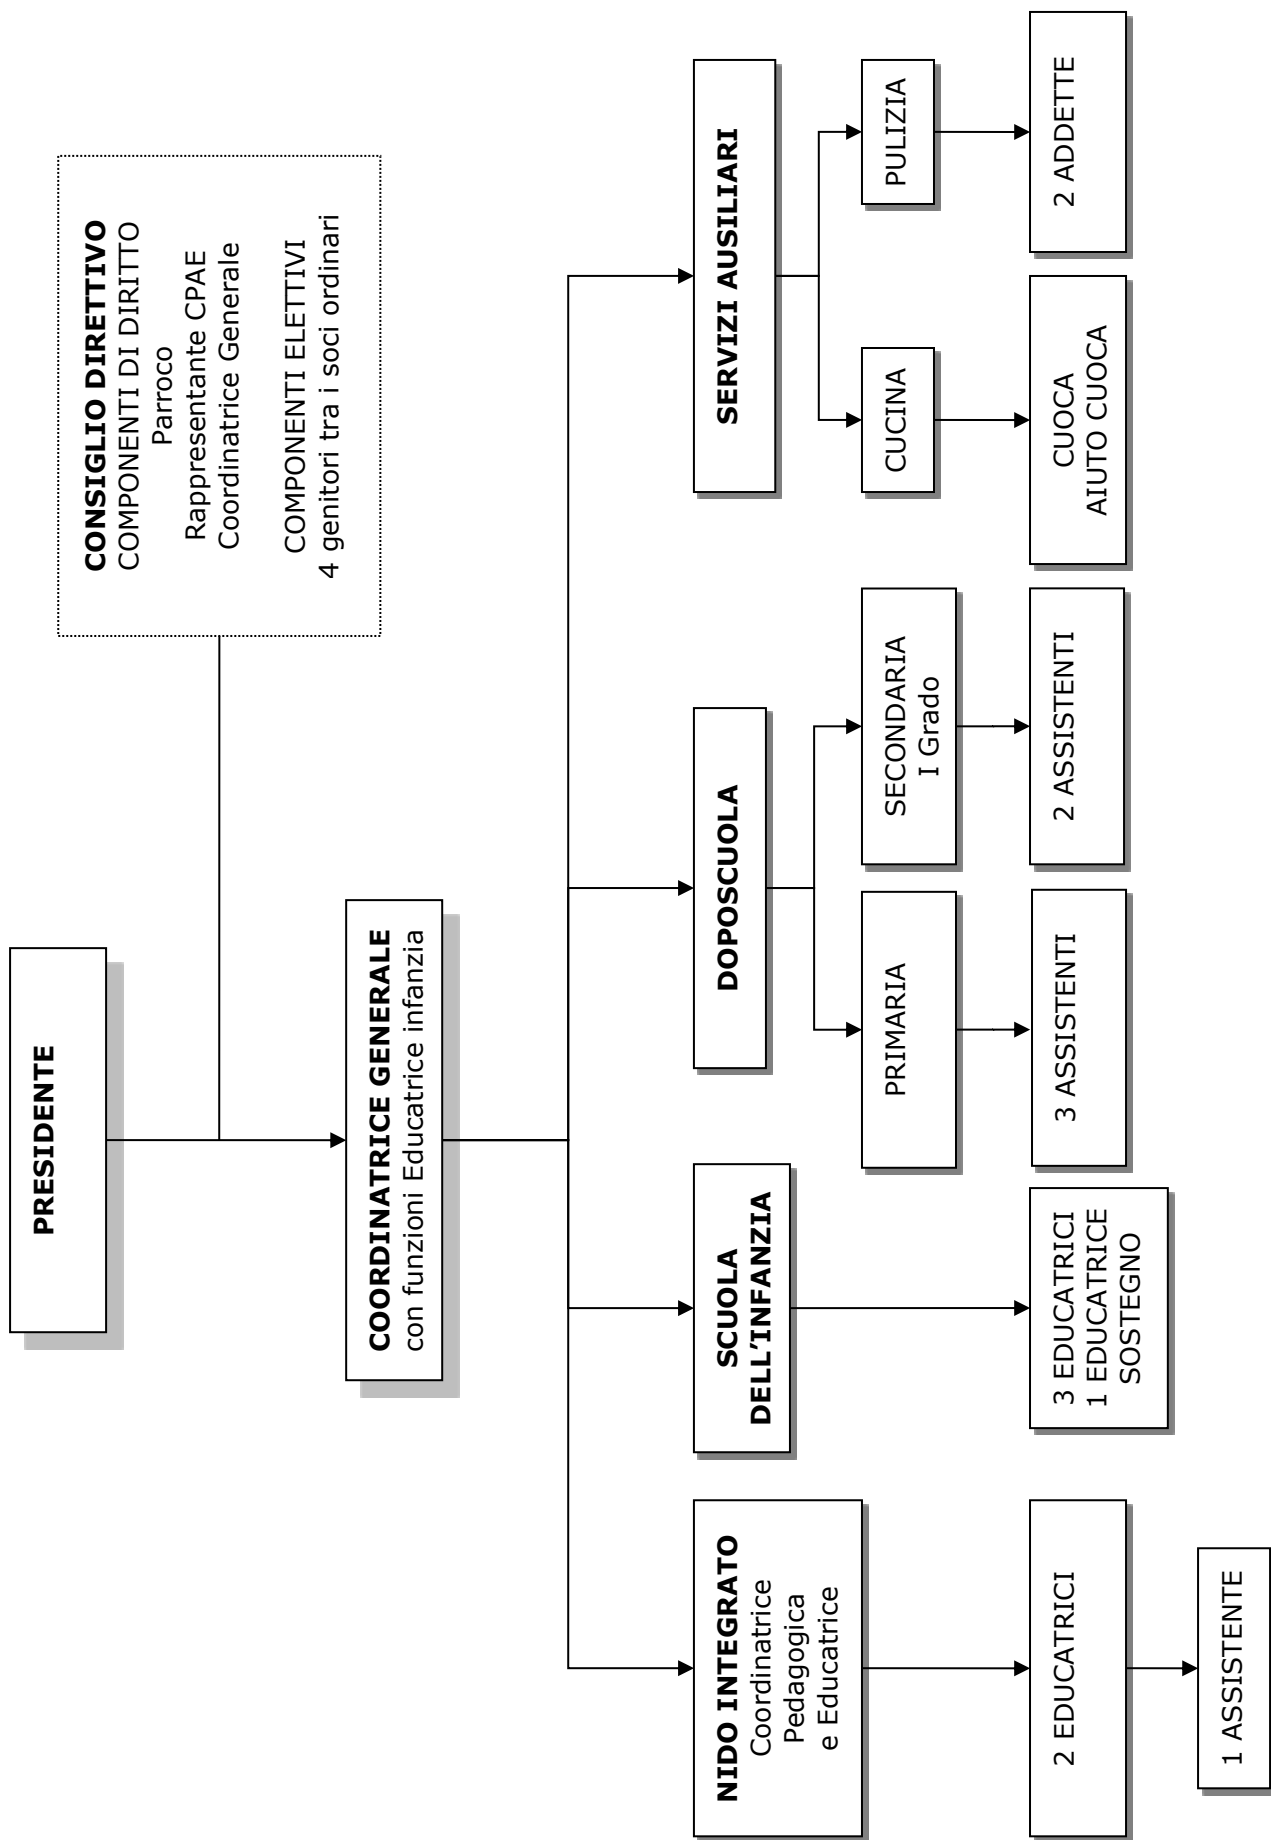 PRESIDENTE
CONSIGLIO DIRETTIVO
COMPONENTI DI DIRITTO
Parroco
Rappresentante CPAE
Coordinatrice Generale
COMPONENTI ELETTIVI
4 genitori tra i soci ordinari
COORDINATRICE GENERALE
con funzioni Educatrice infanzia
NIDO INTEGRATO
Coordinatrice
Pedagogica
e Educatrice
SCUOLA
DELL'INFANZIA
DOPOSCUOLA
SERVIZI AUSILIARI
PRIMARIA
SECONDARIA
I Grado
CUCINA
PULIZIA
2 EDUCATRICI
3 EDUCATRICI
1 EDUCATRICE
SOSTEGNO
3 ASSISTENTI
2 ASSISTENTI
CUOCA
AIUTO CUOCA
2 ADDETTE
1 ASSISTENTE